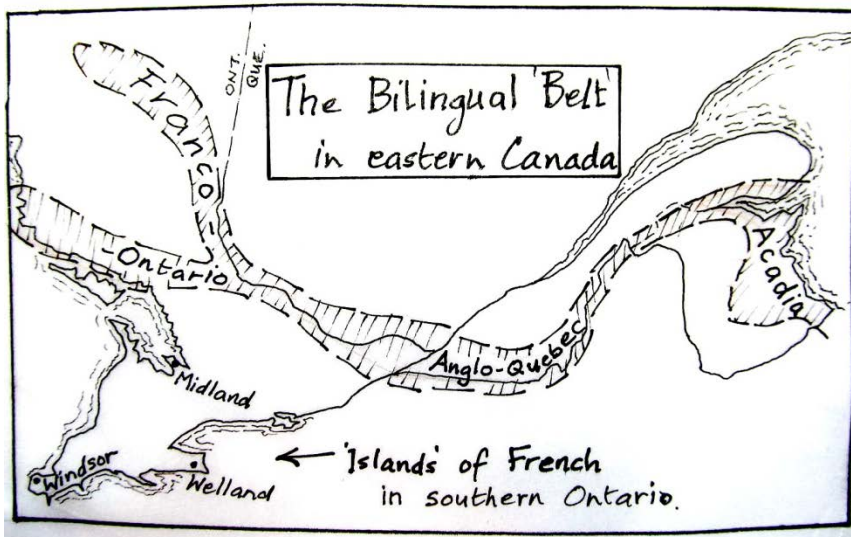 ONT.
QUE.
The Bilingual 'Belt'
in eastern Canada
Franco
Ontario
Anglo-Quebec
Acadia
Midland
Windsor
Welland
← 'Islands' of French
in southern Ontario.